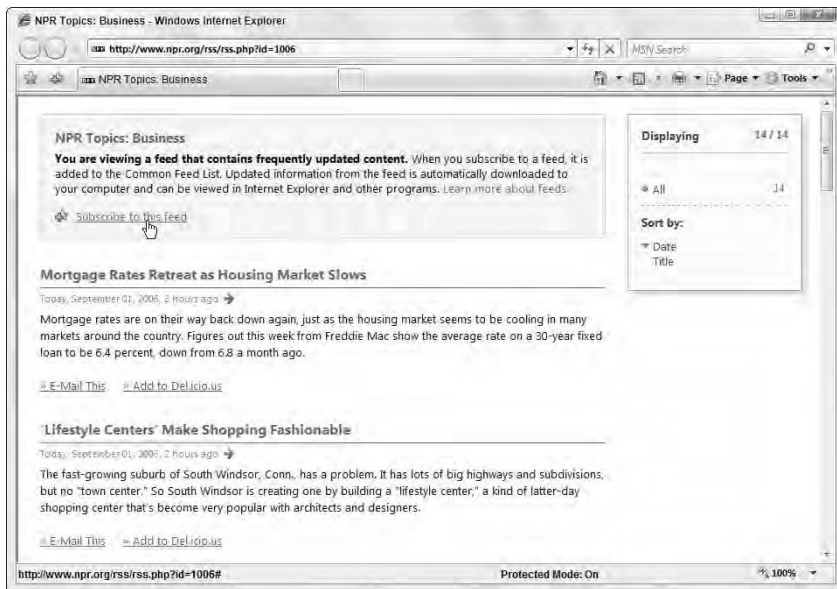 NPR Topics: Business - Windows Internet Explorer
http://www.npr.org/rss/rss.php?id=1006
MSN Search
NPR Topics: Business
Page
Tools
NPR Topics: Business
You are viewing a feed that contains frequently updated content. When you subscribe to a feed, it is
added to the Common Feed List. Updated information from the feed is automatically downloaded to
your computer and can be viewed in Internet Explorer and other programs. Learn more about feeds.
Subscribe to this feed
Displaying 14 / 14
All 14
Sort by:
Date
Title
Mortgage Rates Retreat as Housing Market Slows
Today, September 01, 2006, 2 hours ago
Mortgage rates are on their way back down again, just as the housing market seems to be cooling in many
markets around the country. Figures out this week from Freddie Mac show the average rate on a 30-year fixed
loan to be 6.4 percent, down from 6.8 a month ago.
» E-Mail This » Add to Del.icio.us
'Lifestyle Centers' Make Shopping Fashionable
Today, September 01, 2006, 2 hours ago
The fast-growing suburb of South Windsor, Conn., has a problem. It has lots of big highways and subdivisions,
but no "town center." So South Windsor is creating one by building a "lifestyle center," a kind of latter-day
shopping center that's become very popular with architects and designers.
» E-Mail This » Add to Del.icio.us
http://www.npr.org/rss/rss.php?id=1006#
Protected Mode: On
100%